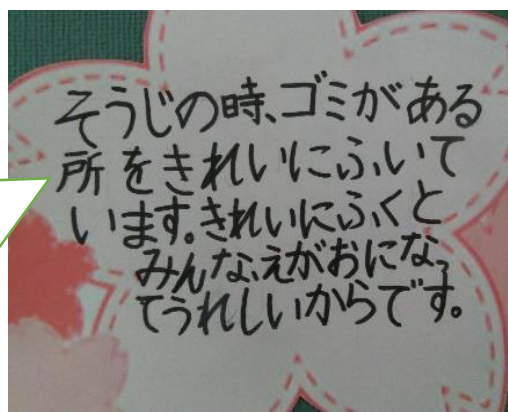 そうじの時、ゴミがある
所をきれいにふいて
います。きれいにふくと
みんな、えがおになっ
てうれしいからです。